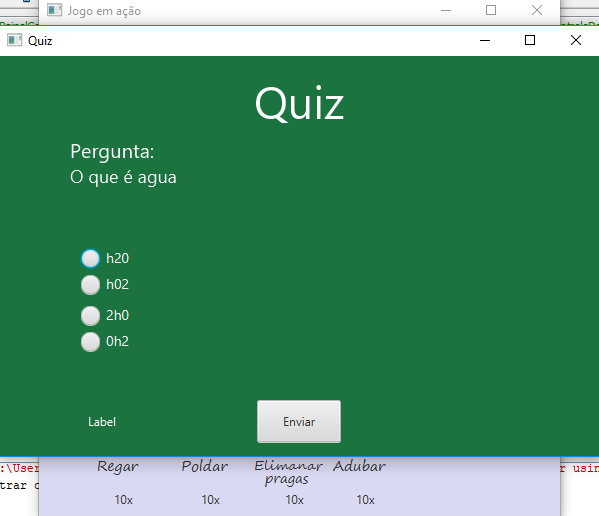 Jogo em ação
Quiz
Quiz
Pergunta:
O que é agua
h20
h02
2h0
0h2
Label
Enviar
:\User
r usin
trar o
Regar Poldar Elimanar pragas Adubar
10x 10x 10x 10x